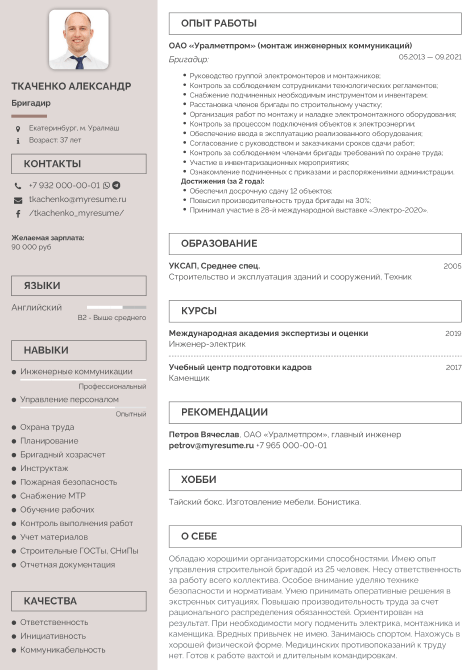 ТКАЧЕНКО АЛЕКСАНДР
Бригадир
Екатеринбург, м. Уралмаш
Возраст: 37 лет
КОНТАКТЫ
+7 932 000-00-01
tkachenko@myresume.ru
/tkachenko_myresume/
Желаемая зарплата:
90 000 руб
ЯЗЫКИ
Английский
B2 - Выше среднего
НАВЫКИ
Инженерные коммуникации
Профессиональный
Управление персоналом
Опытный
Охрана труда
Планирование
Бригадный хозрасчет
Инструктаж
Пожарная безопасность
Снабжение МТР
Обучение рабочих
Контроль выполнения работ
Учет материалов
Строительные ГОСТы, СНиПы
Отчетная документация
КАЧЕСТВА
Ответственность
Инициативность
Коммуникабельность
ОПЫТ РАБОТЫ
ОАО «Уралметпром» (монтаж инженерных коммуникаций)
Бригадир: 05.2013 — 09.2021
Руководство группой электромонтеров и монтажников;
Контроль за соблюдением сотрудниками технологических регламентов;
Снабжение подчиненных необходимым инструментом и инвентарем;
Расстановка членов бригады по строительному участку;
Организация работ по монтажу и наладке электромонтажного оборудования;
Контроль за процессом подключения объектов к электроэнергии;
Обеспечение ввода в эксплуатацию реализованного оборудования;
Согласование с руководством и заказчиками сроков сдачи работ;
Контроль за соблюдением членами бригады требований по охране труда;
Участие в инвентаризационных мероприятиях;
Ознакомление подчиненных с приказами и распоряжениями администрации.
Достижения (за 2 года):
Обеспечил досрочную сдачу 12 объектов;
Повысил производительность труда бригады на 30%;
Принимал участие в 28-й международной выставке «Электро-2020».
ОБРАЗОВАНИЕ
УКСАП, Среднее спец. 2005
Строительство и эксплуатация зданий и сооружений. Техник
КУРСЫ
Международная академия экспертизы и оценки 2019
Инженер-электрик
Учебный центр подготовки кадров 2017
Каменщик
РЕКОМЕНДАЦИИ
Петров Вячеслав, ОАО «Уралметпром», главный инженер
petrov@myresume.ru +7 965 000-00-01
ХОББИ
Тайский бокс. Изготовление мебели. Бонистика.
О СЕБЕ
Обладаю хорошими организаторскими способностями. Имею опыт
управления строительной бригадой из 25 человек. Несу ответственность
за работу всего коллектива. Особое внимание уделяю технике
безопасности и нормативам. Умею принимать оперативные решения в
экстренных ситуациях. Повышаю производительность труда за счет
рационального распределения обязанностей. Ориентирован на
результат. При необходимости могу подменить электрика, монтажника и
каменщика. Вредных привычек не имею. Занимаюсь спортом. Нахожусь в
хорошей физической форме. Медицинских противопоказаний к труду
нет. Готов к работе вахтой и длительным командировкам.